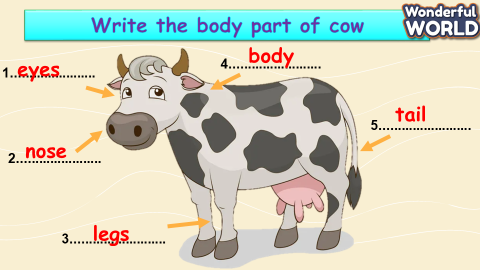 Write the body part of cow
Wonderful
WORLD
1. eyes
4. body
5. tail
2. nose
3. legs